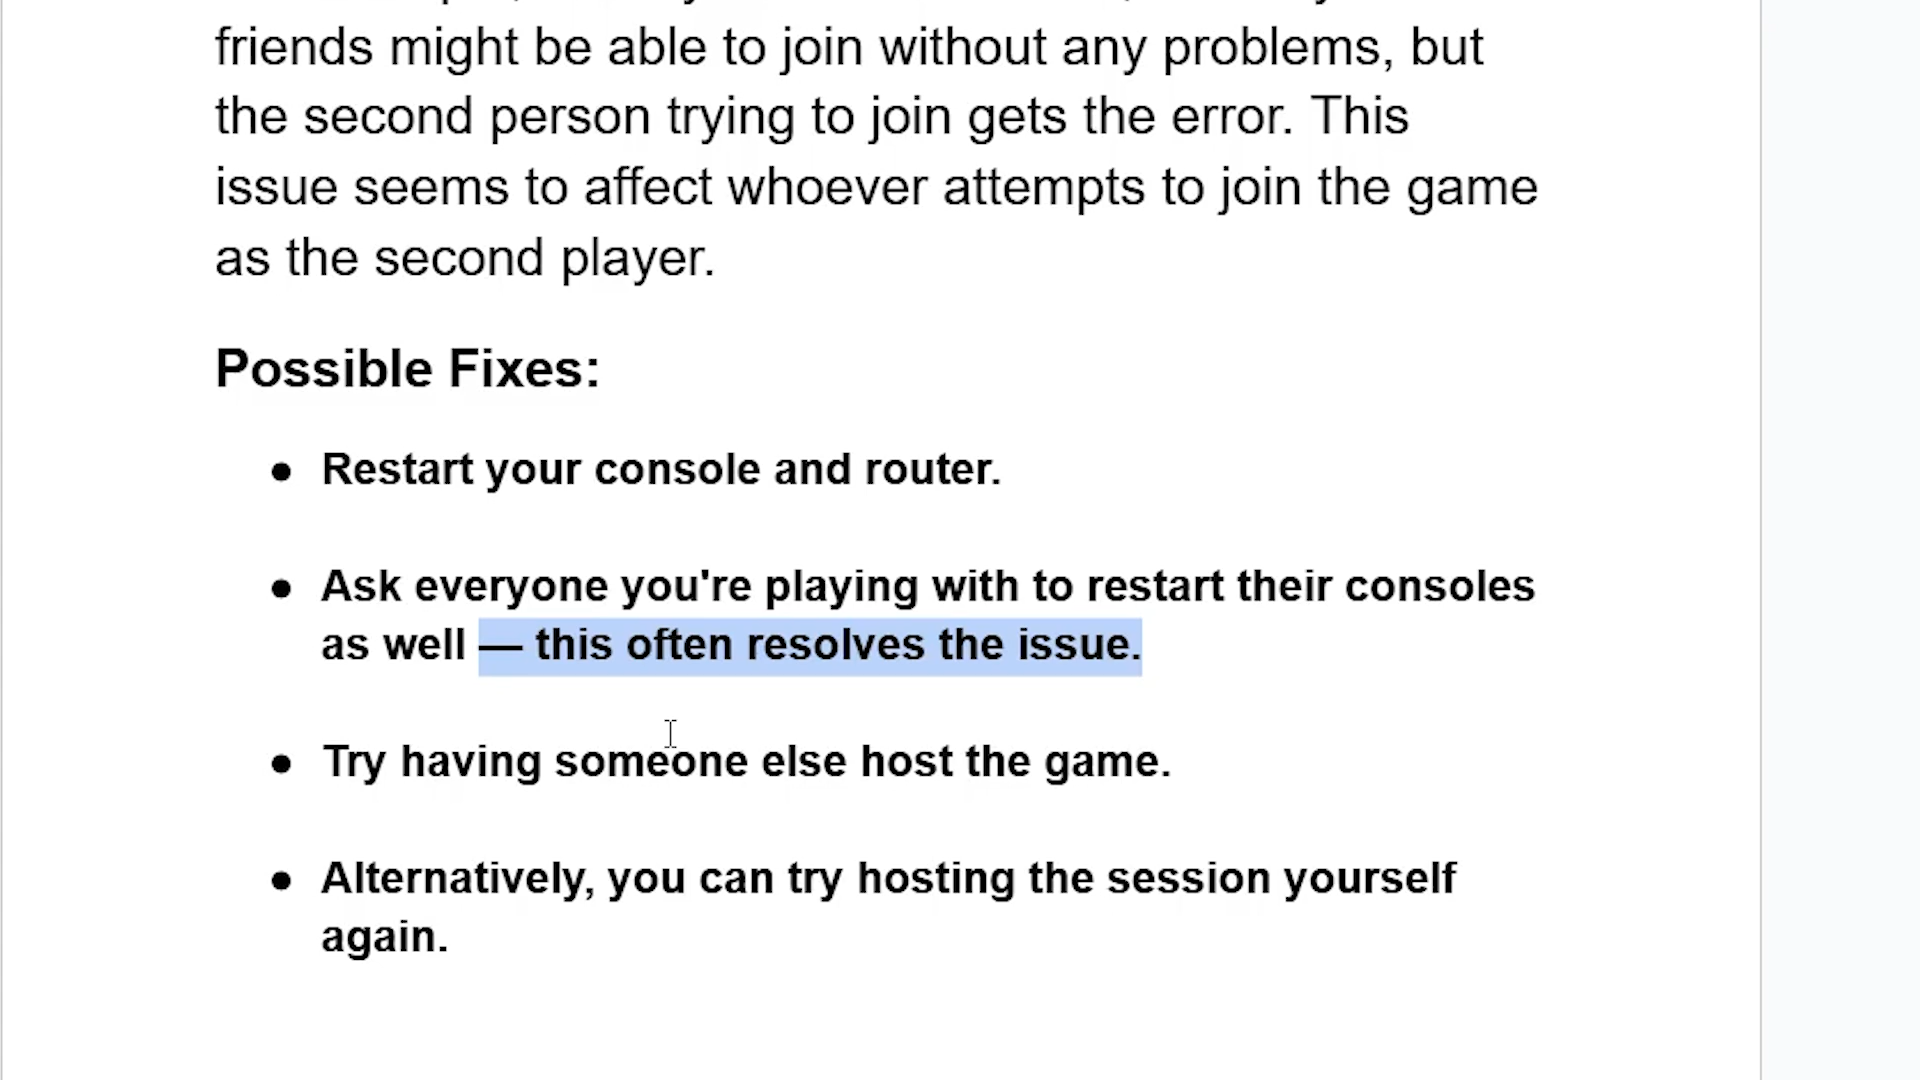 friends might be able to join without any problems, but
the second person trying to join gets the error. This
issue seems to affect whoever attempts to join the game
as the second player.
Possible Fixes:
● Restart your console and router.
● Ask everyone you're playing with to restart their consoles
as well — this often resolves the issue.
● Try having someone else host the game.
● Alternatively, you can try hosting the session yourself
again.